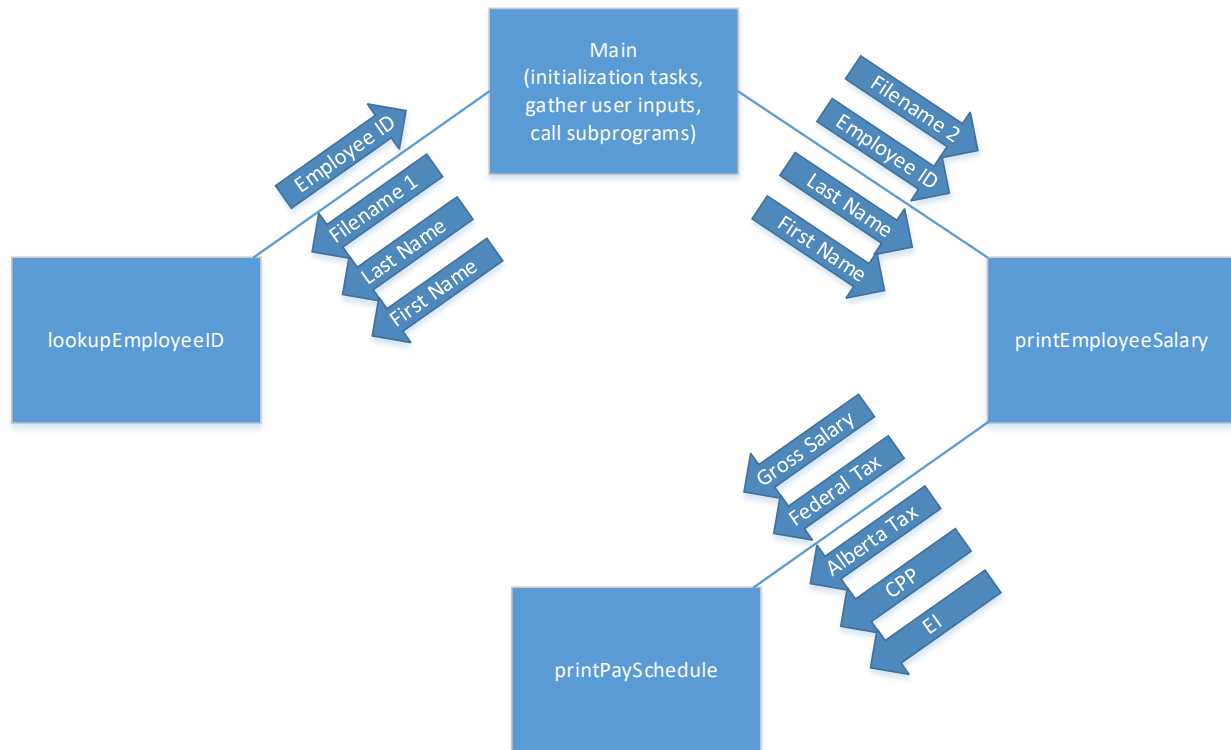 Main
(initialization tasks,
gather user inputs,
call subprograms)
Employee ID
Filename 1
Last Name
First Name
Filename 2
Employee ID
Last Name
First Name
lookupEmployeeID
printEmployeeSalary
Gross Salary
Federal Tax
Alberta Tax
CPP
EI
printPaySchedule